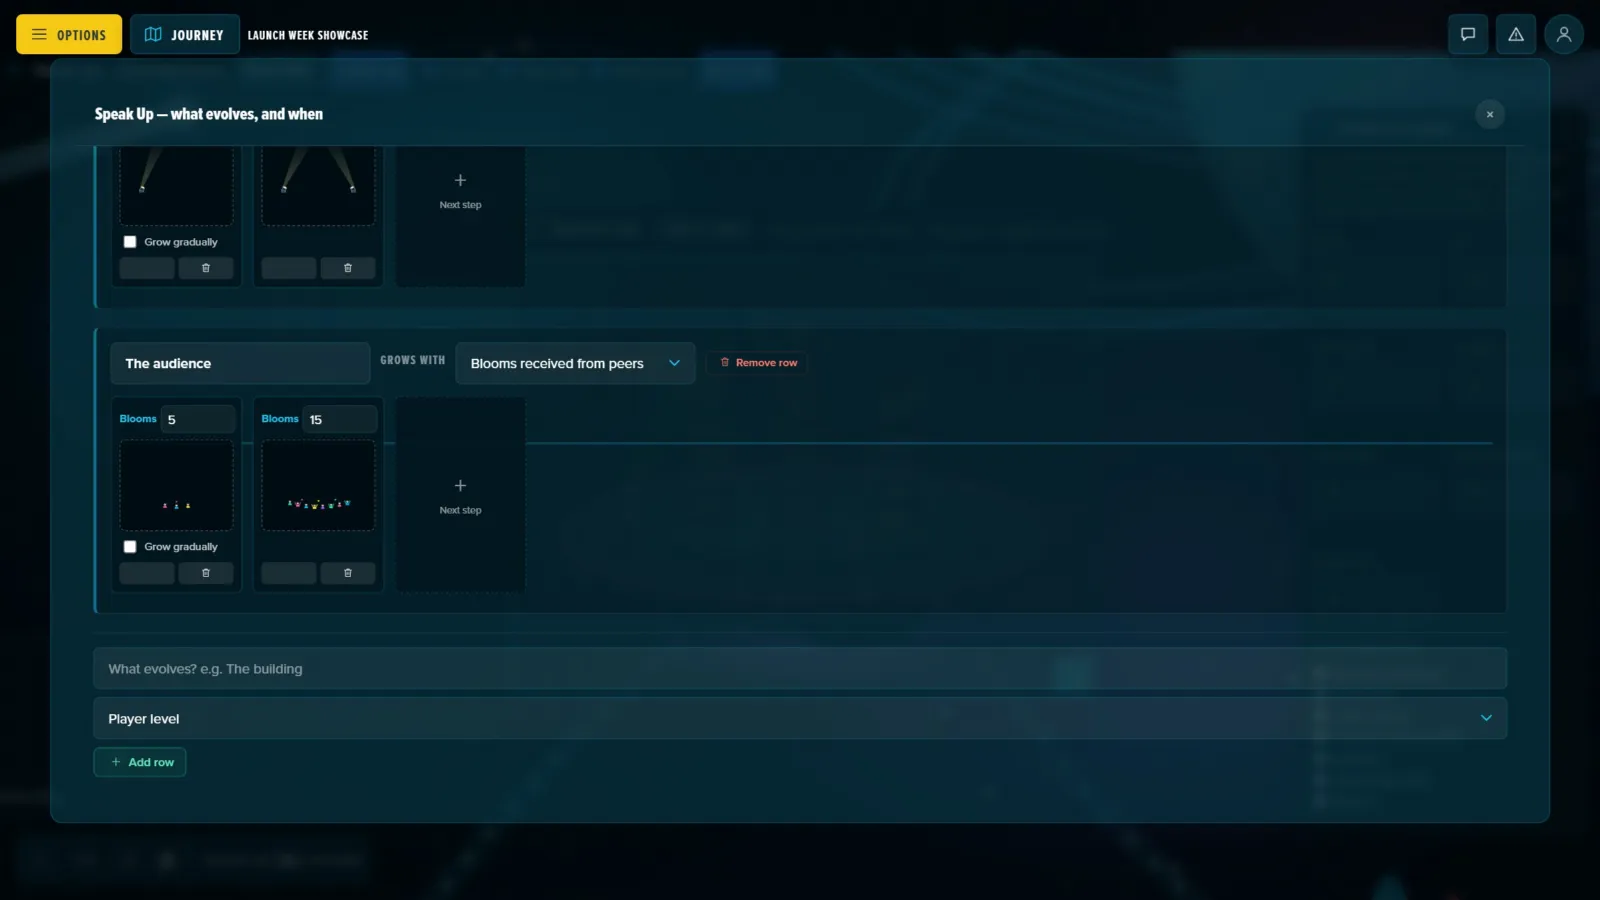 OPTIONS
JOURNEY
LAUNCH WEEK SHOWCASE
Speak Up — what evolves, and when
×
Next step
Grow gradually
The audience
GROWS WITH
Blooms received from peers
Remove row
Blooms 5
Blooms 15
Next step
Grow gradually
What evolves? e.g. The building
Player level
Add row